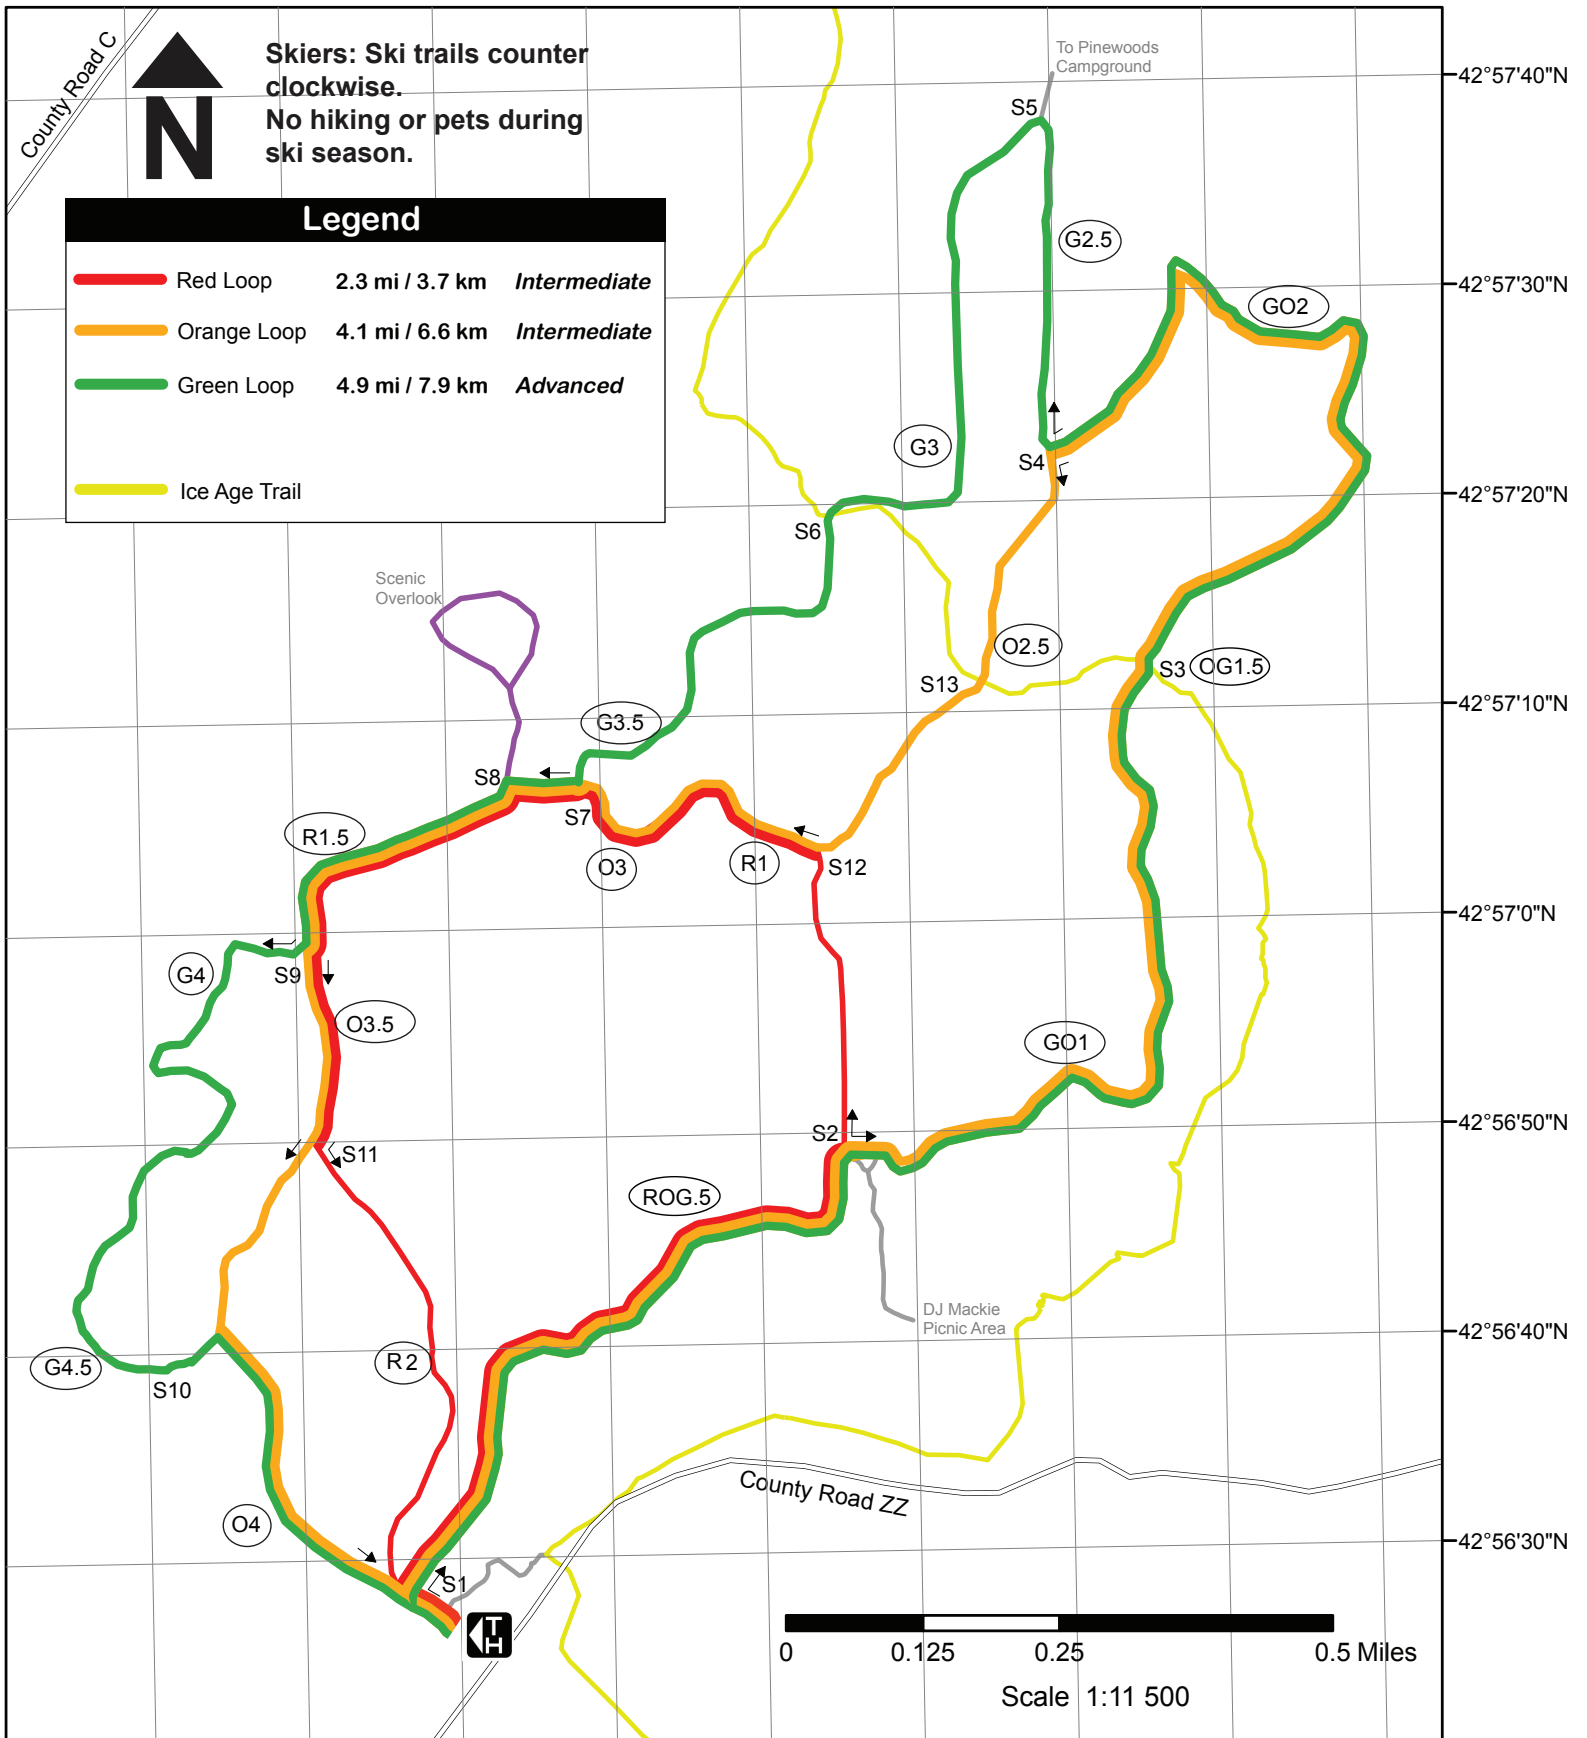 County Road C
N
Skiers: Ski trails counter
clockwise.
No hiking or pets during
ski season.
To Pinewoods
Campground
42°57'40"N
S5
Legend
Red Loop 2.3 mi / 3.7 km Intermediate
Orange Loop 4.1 mi / 6.6 km Intermediate
Green Loop 4.9 mi / 7.9 km Advanced
Ice Age Trail
G2.5
42°57'30"N
GO2
G3
S4
42°57'20"N
S6
Scenic
Overlook
O2.5
S13
S3
OG1.5
42°57'10"N
G3.5
S8
S7
R1.5
O3
R1
S12
42°57'0"N
G4
S9
O3.5
GO1
42°56'50"N
S2
S11
ROG.5
DJ Mackie
Picnic Area
42°56'40"N
R2
G4.5
S10
County Road ZZ
O4
42°56'30"N
S1
TH
0 0.125 0.25 0.5 Miles
Scale 1:11 500